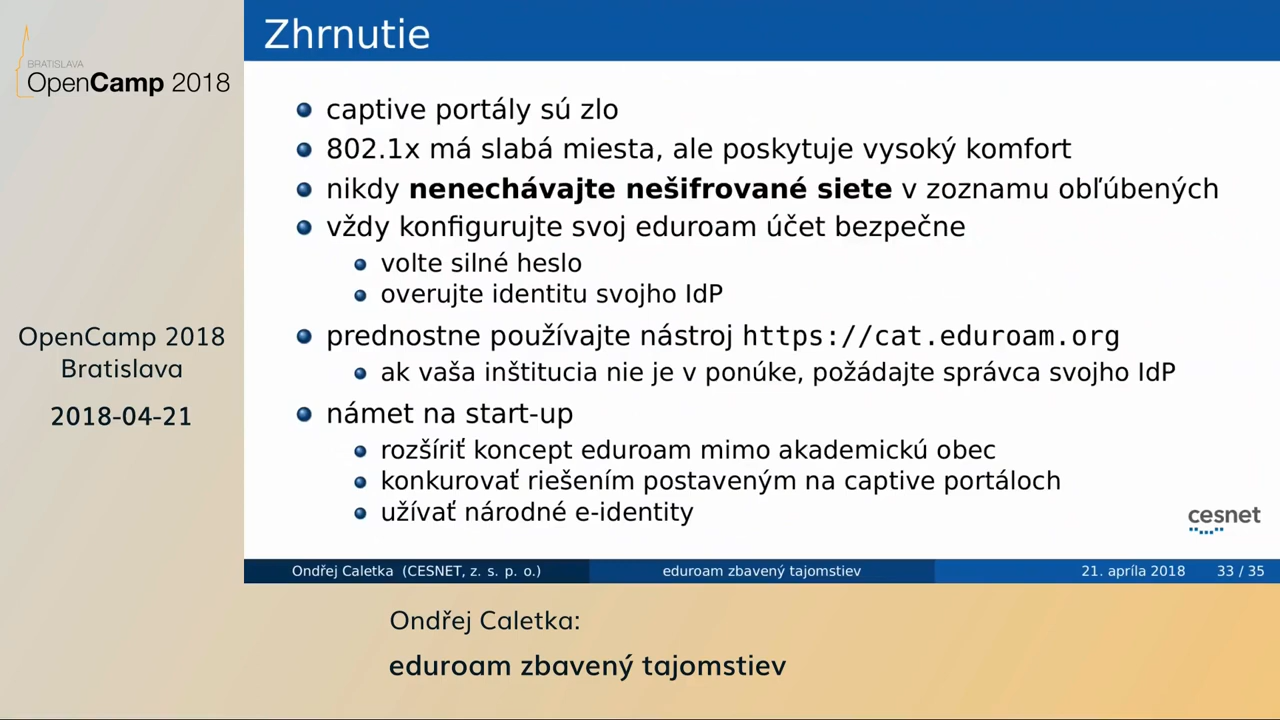 BRATISLAVA
OpenCamp 2018
OpenCamp 2018
Bratislava
2018-04-21
Zhrnutie
captive portály sú zlo
802.1x má slabá miesta, ale poskytuje vysoký komfort
nikdy nenechávajte nešifrované siete v zoznamu obľúbených
vždy konfigurujte svoj eduroam účet bezpečne
volte silné heslo
overujte identitu svojho IdP
prednostne používajte nástroj https://cat.eduroam.org
ak vaša inštitucia nie je v ponúke, požádajte správca svojho IdP
námet na start-up
rozšíriť koncept eduroam mimo akademickú obec
konkurovať riešením postaveným na captive portáloch
užívať národné e-identity
cesnet
Ondřej Caletka (CESNET, z. s. p. o.) eduroam zbavený tajomstiev 21. apríla 2018 33 / 35
Ondřej Caletka:
eduroam zbavený tajomstiev